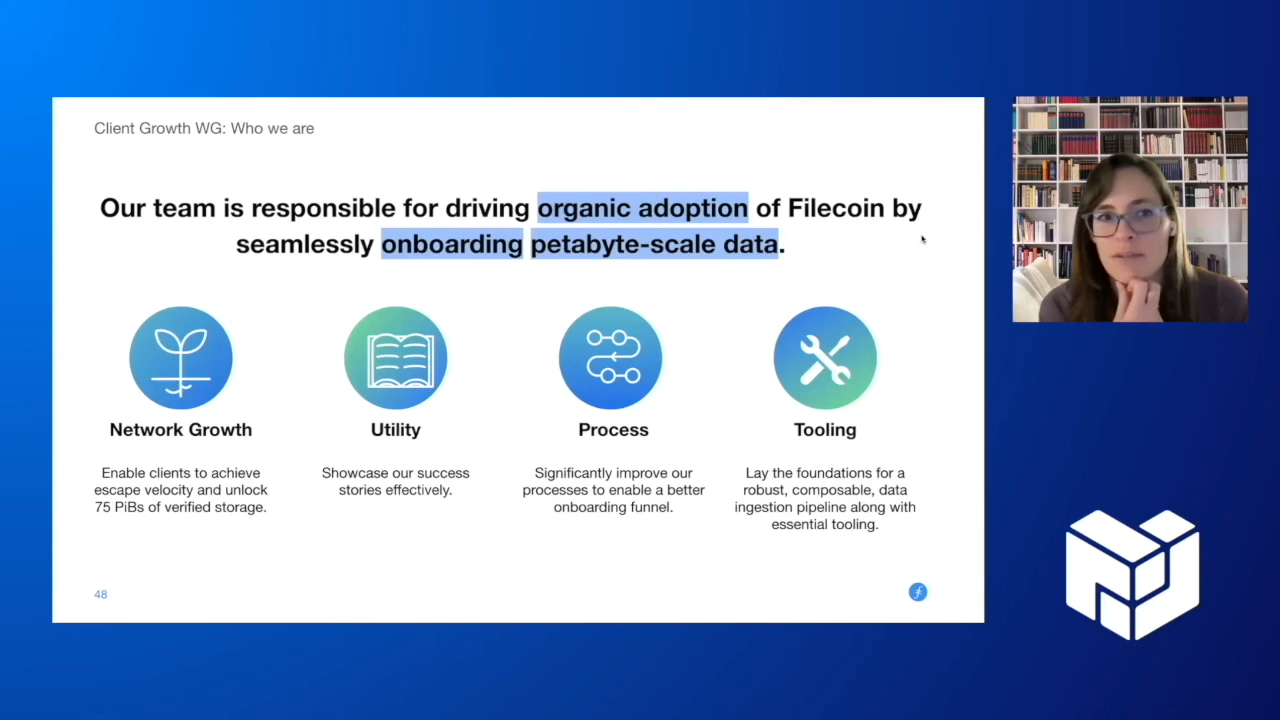 Client Growth WG: Who we are
Our team is responsible for driving organic adoption of Filecoin by
seamlessly onboarding petabyte-scale data.
Network Growth
Enable clients to achieve
escape velocity and unlock
75 PiBs of verified storage.
Utility
Showcase our success
stories effectively.
Process
Significantly improve our
processes to enable a better
onboarding funnel.
Tooling
Lay the foundations for a
robust, composable, data
ingestion pipeline along with
essential tooling.
48